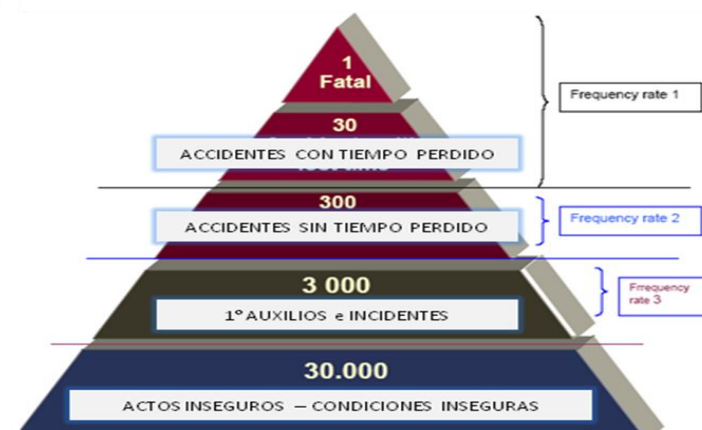 1
Fatal
Frequency rate 1
30
ACCIDENTES CON TIEMPO PERDIDO
300
Frequency rate 2
ACCIDENTES SIN TIEMPO PERDIDO
3 000
Frrequency
rate 3
1° AUXILIOS e INCIDENTES
30.000
ACTOS INSEGUROS – CONDICIONES INSEGURAS